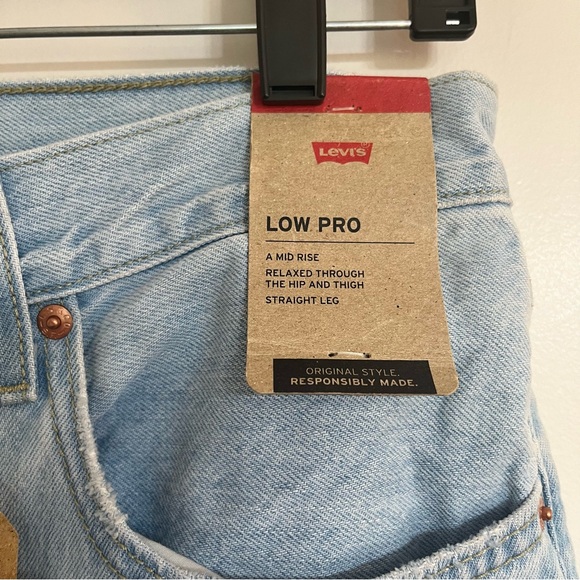 Levi's
LOW PRO
A MID RISE
RELAXED THROUGH
THE HIP AND THIGH
STRAIGHT LEG
ORIGINAL STYLE.
RESPONSIBLY MADE.